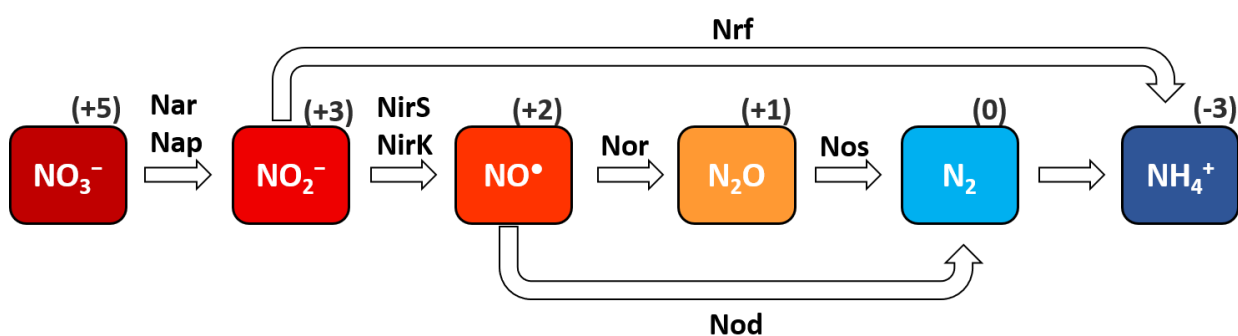 Nrf
(+5)
Nar
Nap
(+3)
NirS
NirK
(+2)
(+1)
(0)
(-3)
NO₃⁻
NO₂⁻
NO•
Nor
N₂O
Nos
N₂
NH₄⁺
Nod